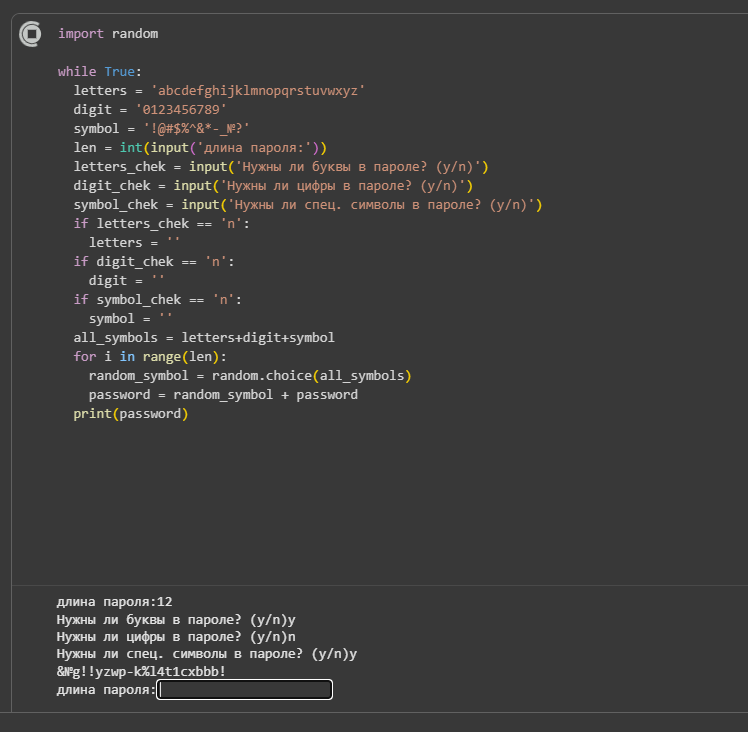 import random
while True:
letters = 'abcdefghijklmnopqrstuvwxyz'
digit = '0123456789'
symbol = '!@#$%^&*-_№?'
len = int(input('длина пароля:'))
letters_chek = input('Нужны ли буквы в пароле? (y/n)')
digit_chek = input('Нужны ли цифры в пароле? (y/n)')
symbol_chek = input('Нужны ли спец. символы в пароле? (y/n)')
if letters_chek == 'n':
letters = ''
if digit_chek == 'n':
digit = ''
if symbol_chek == 'n':
symbol = ''
all_symbols = letters+digit+symbol
for i in range(len):
random_symbol = random.choice(all_symbols)
password = random_symbol + password
print(password)
длина пароля:12
Нужны ли буквы в пароле? (y/n)y
Нужны ли цифры в пароле? (y/n)n
Нужны ли спец. символы в пароле? (y/n)y
&№g!!yzwp-k%l4t1cxbbb!
длина пароля: